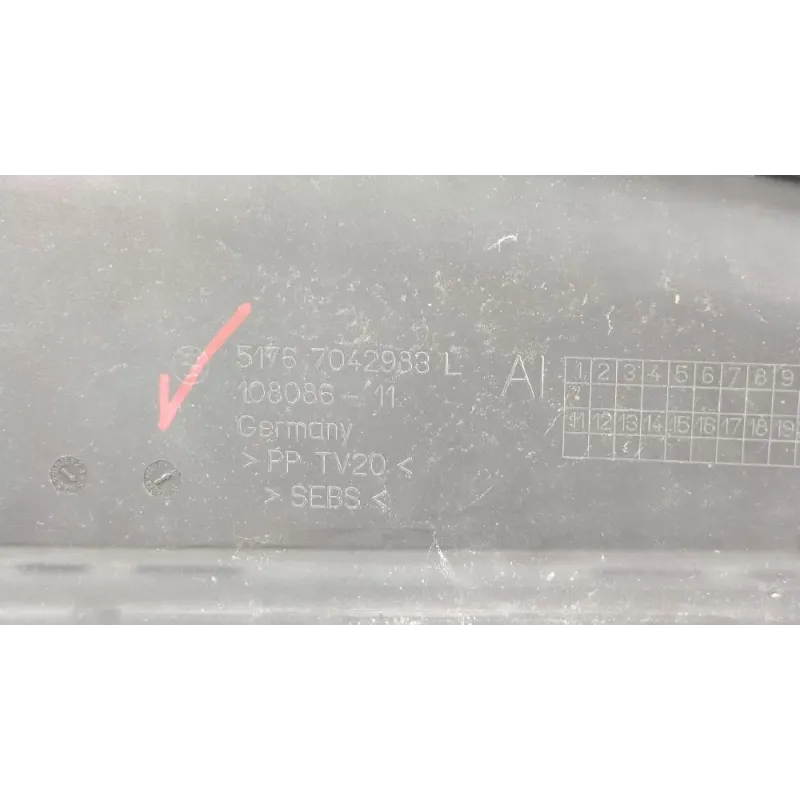 5176 7042983 L
108086 - 11
Germany
> PP TV20 <
> SEBS <
AI
1 2 3 4 5 6 7 8 9
11 12 13 14 15 16 17 18 19